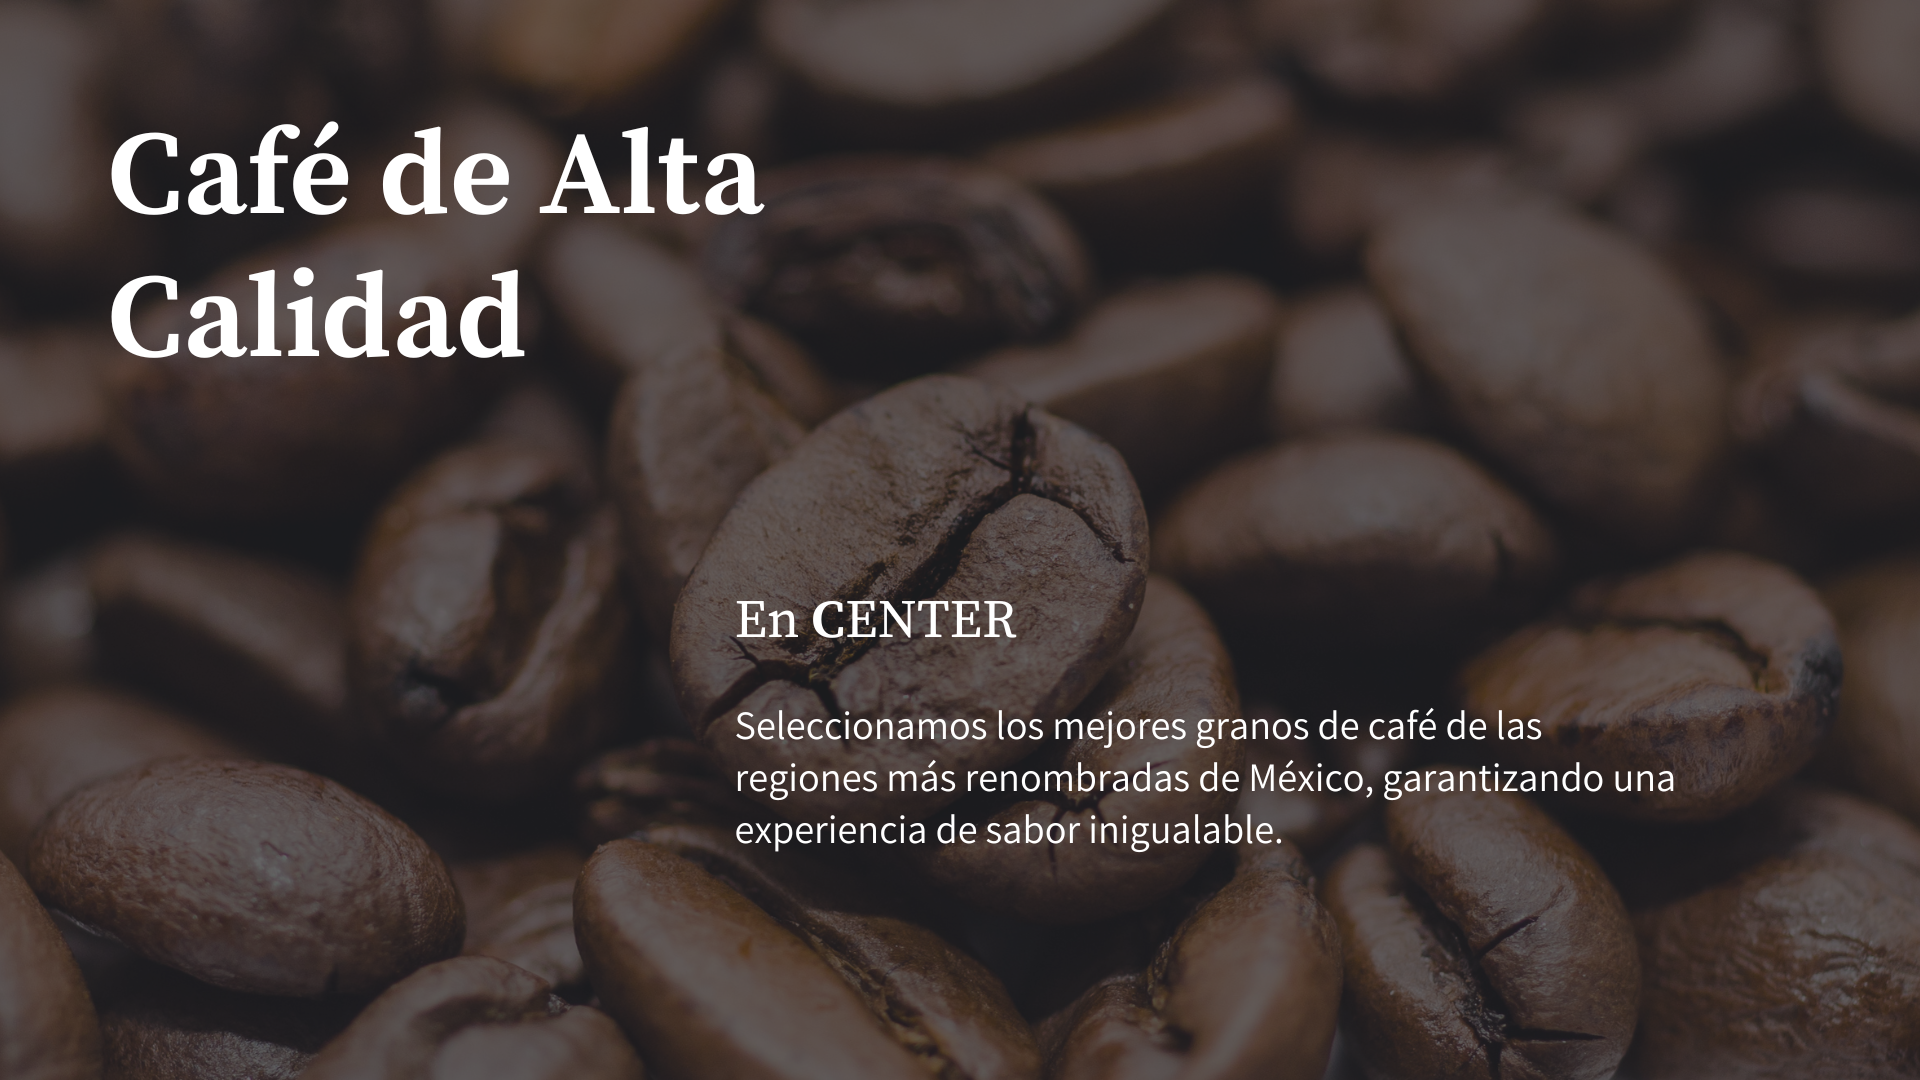 Café de Alta
Calidad
En CENTER
Seleccionamos los mejores granos de café de las
regiones más renombradas de México, garantizando una
experiencia de sabor inigualable.